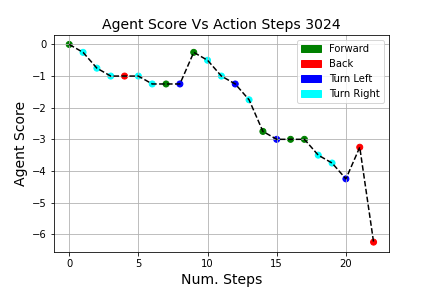 Agent Score Vs Action Steps 3024
Forward
Back
Turn Left
Turn Right
Agent Score
0
−1
−2
−3
−4
−5
−6
0 5 10 15 20
Num. Steps